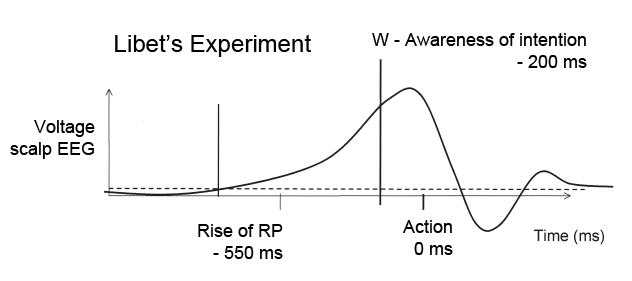 Libet's Experiment
W - Awareness of intention
- 200 ms
Voltage
scalp EEG
Rise of RP
- 550 ms
Action
0 ms
Time (ms)